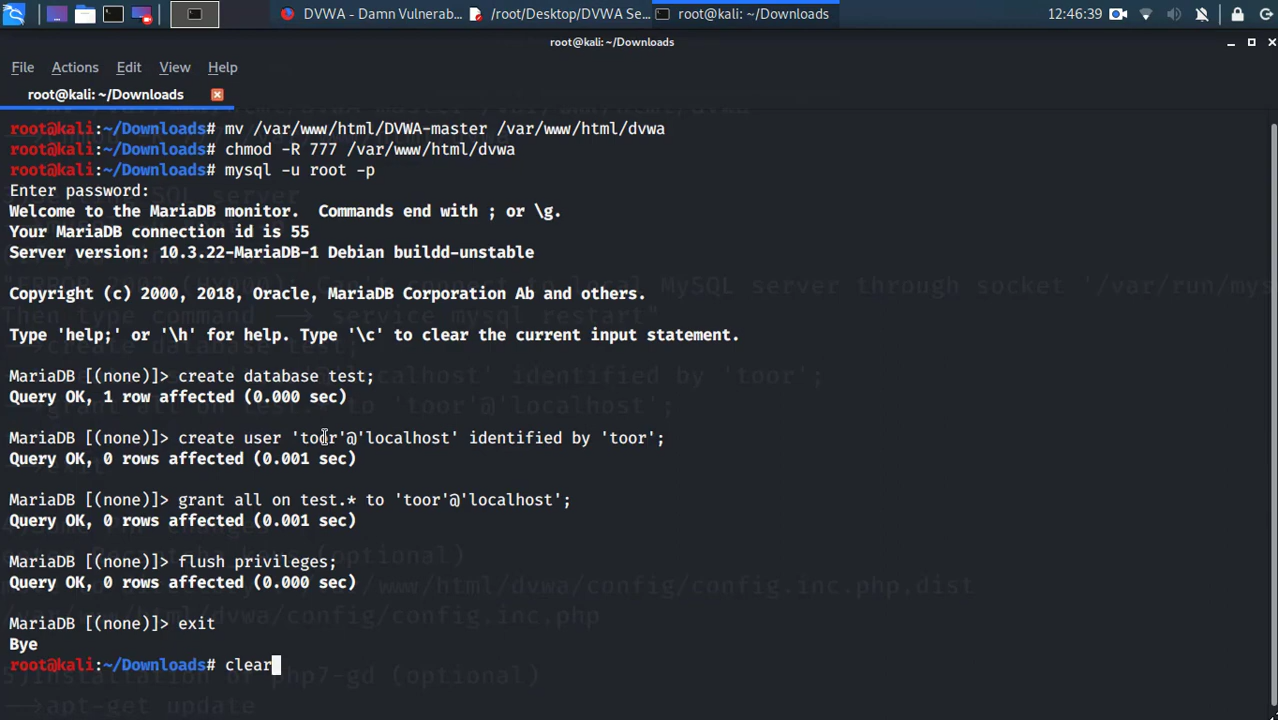 DVWA - Damn Vulnerab...
/root/Desktop/DVWA Se...
root@kali: ~/Downloads
12:46:39
root@kali: ~/Downloads
File Actions Edit View Help
root@kali: ~/Downloads
root@kali:~/Downloads# mv /var/www/html/DVWA-master /var/www/html/dvwa
root@kali:~/Downloads# chmod -R 777 /var/www/html/dvwa
root@kali:~/Downloads# mysql -u root -p
Enter password:
Welcome to the MariaDB monitor.  Commands end with ; or \g.
Your MariaDB connection id is 55
Server version: 10.3.22-MariaDB-1 Debian buildd-unstable
Copyright (c) 2000, 2018, Oracle, MariaDB Corporation Ab and others.
Type 'help;' or '\h' for help. Type '\c' to clear the current input statement.
MariaDB [(none)]> create database test;
Query OK, 1 row affected (0.000 sec)
MariaDB [(none)]> create user 'toor'@'localhost' identified by 'toor';
Query OK, 0 rows affected (0.001 sec)
MariaDB [(none)]> grant all on test.* to 'toor'@'localhost';
Query OK, 0 rows affected (0.001 sec)
MariaDB [(none)]> flush privileges;
Query OK, 0 rows affected (0.000 sec)
MariaDB [(none)]> exit
Bye
root@kali:~/Downloads# clear